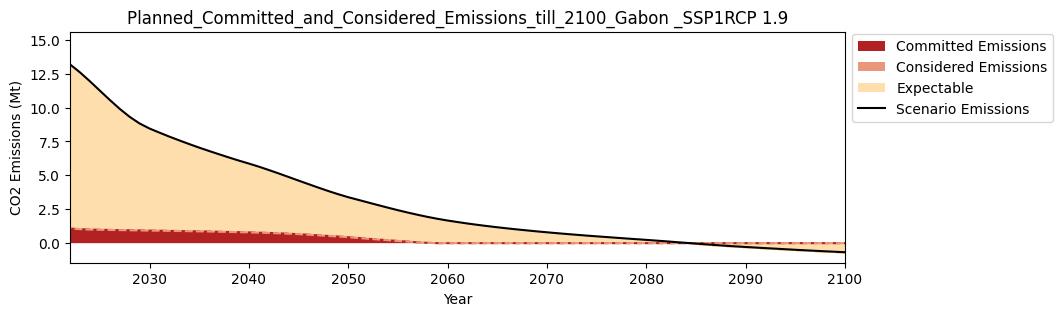 Planned_Committed_and_Considered_Emissions_till_2100_Gabon _SSP1RCP 1.9
15.0
12.5
10.0
7.5
5.0
2.5
0.0
CO2 Emissions (Mt)
Committed Emissions
Considered Emissions
Expectable
Scenario Emissions
2030
2040
2050
2060
2070
2080
2090
2100
Year